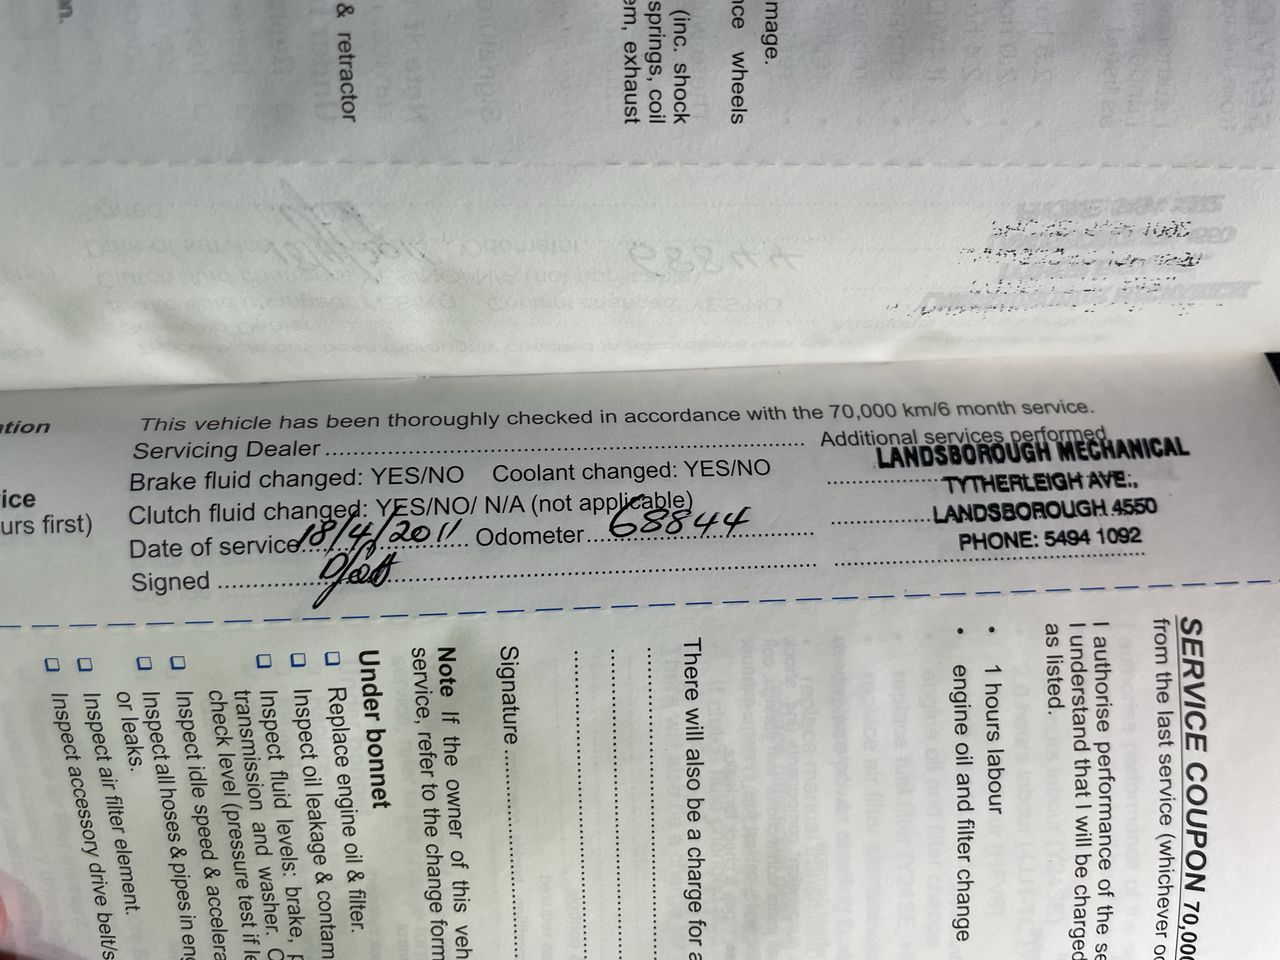 mage.
nce wheels
(inc. shock
springs, coil
em, exhaust
& retractor
on.
ation
ice
urs first)
This vehicle has been thoroughly checked in accordance with the 70,000 km/6 month service.
Servicing Dealer
Additional services performed
Brake fluid changed: YES/NO Coolant changed: YES/NO
Clutch fluid changed: YES/NO/ N/A (not applicable)
Date of service 18/4/2011 Odometer 68844
Signed
LANDSBOROUGH MECHANICAL
TYTHERLEIGH AVE:,
LANDSBOROUGH 4550
PHONE: 5494 1092
SERVICE COUPON 70,000
from the last service (whichever oc
I authorise performance of the se
I understand that I will be charged
as listed.
• 1 hours labour
• engine oil and filter change
There will also be a charge for a
Signature
Note If the owner of this veh
service, refer to the change form
Under bonnet
Replace engine oil & filter.
Inspect oil leakage & contam
Inspect fluid levels: brake, p
transmission and washer. C
check level (pressure test if le
Inspect idle speed & accelera
Inspect all hoses & pipes in eng
or leaks.
Inspect air filter element.
Inspect accessory drive belt/s